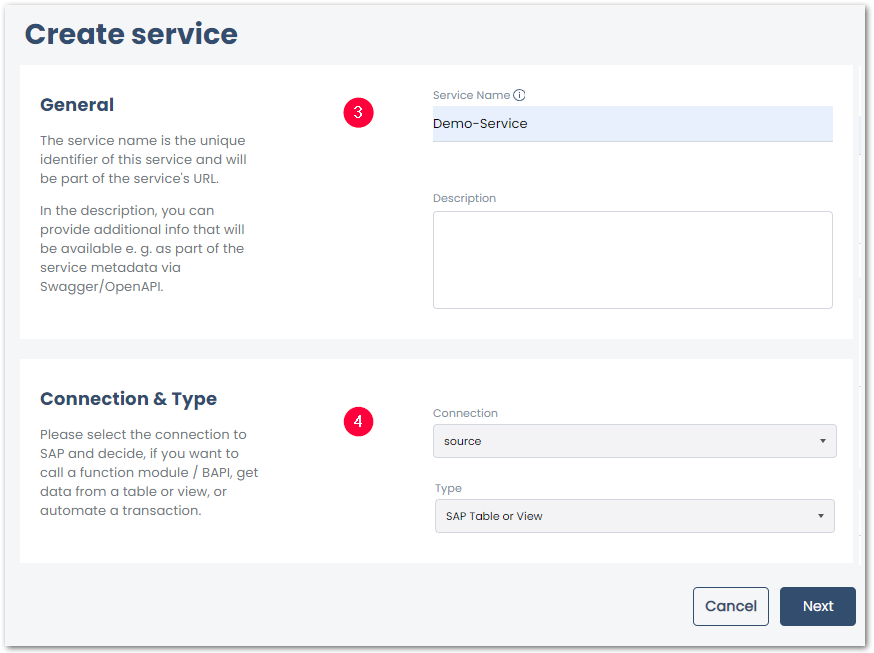 Create service
General
3
Service Name
Demo-Service
The service name is the unique
identifier of this service and will
be part of the service's URL.
In the description, you can
provide additional info that will
be available e. g. as part of the
service metadata via
Swagger/OpenAPI.
Description
Connection & Type
4
Please select the connection to
SAP and decide, if you want to
call a function module / BAPI, get
data from a table or view, or
automate a transaction.
Connection
source
Type
SAP Table or View
Cancel
Next